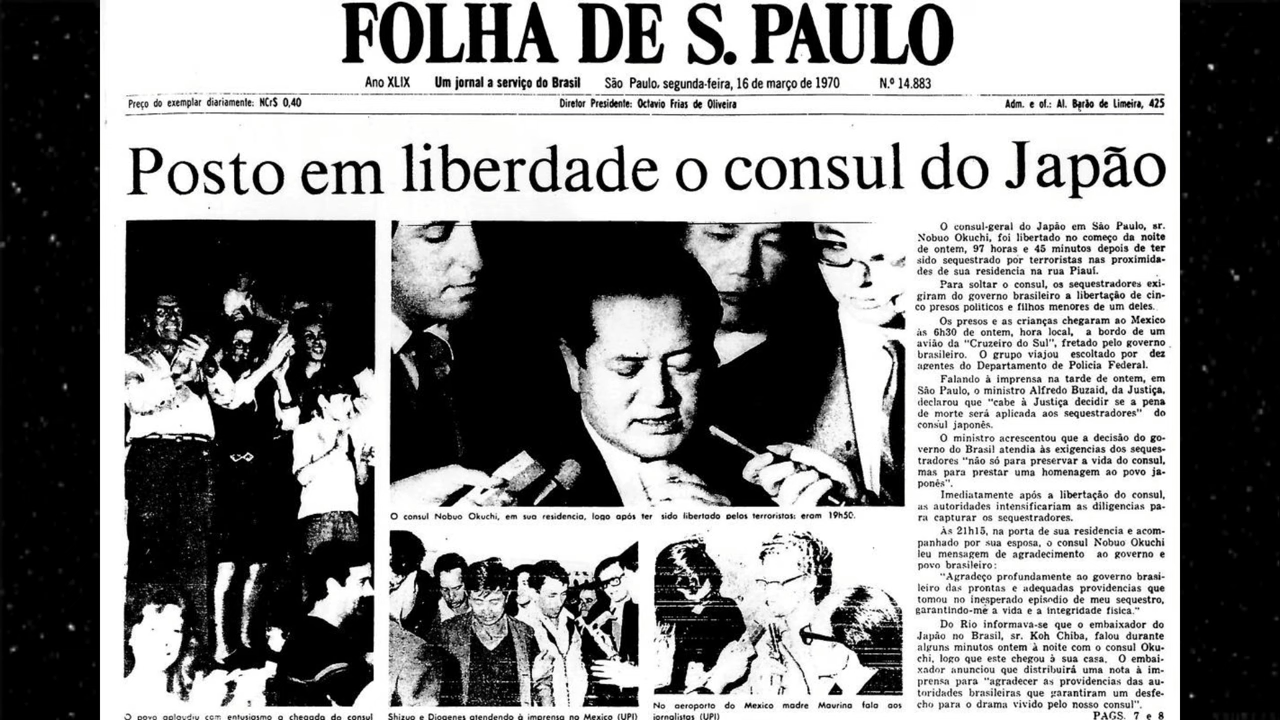 FOLHA DE S. PAULO
Ano XLIX Um jornal a serviço do Brasil São Paulo, segunda-feira, 16 de março de 1970 N.º 14.883
Preço do exemplar diariamente: NCr$ 0,40 Diretor Presidente: Octavio Frias de Oliveira Adm. e of.: Al. Barão de Limeira, 425
Posto em liberdade o consul do Japão
O consul-geral do Japão em São Paulo, sr.
Nobuo Okuchi, foi libertado no começo da noite
de ontem, 97 horas e 45 minutos depois de ter
sido sequestrado por terroristas nas proximida-
des de sua residencia na rua Piauí.
Para soltar o consul, os sequestradores exi-
giram do governo brasileiro a libertação de cin-
co presos politicos e filhos menores de um deles.
Os presos e as crianças chegaram ao Mexico
às 6h30 de ontem, hora local, a bordo de um
avião da "Cruzeiro do Sul", fretado pelo governo
brasileiro. O grupo viajou escoltado por dez
agentes do Departamento de Policia Federal.
Falando à imprensa na tarde de ontem, em
São Paulo, o ministro Alfredo Buzaid, da Justiça,
declarou que "cabe à Justiça decidir se a pena
de morte será aplicada aos sequestradores" do
consul japonês.
O ministro acrescentou que a decisão do go-
verno do Brasil atendia às exigencias dos seques-
tradores "não só para preservar a vida do consul,
mas para prestar uma homenagem ao povo ja-
ponês".
Imediatamente após a libertação do consul,
as autoridades intensificariam as diligencias pa-
ra capturar os sequestradores.
Às 21h15, na porta de sua residencia e acom-
panhado por sua esposa, o consul Nobuo Okuchi
leu mensagem de agradecimento ao governo e
povo brasileiro:
"Agradeço profundamente ao governo brasi-
leiro das prontas e adequadas providencias que
tomou no inesperado episodio de meu sequestro,
garantindo-me a vida e a integridade fisica."
Do Rio informava-se que o embaixador do
Japão no Brasil, sr. Koh Chiba, falou durante
alguns minutos ontem à noite com o consul Oku-
chi, logo que este chegou à sua casa. O embai-
xador anunciou que distribuirá uma nota à im-
prensa para "agradecer as providencias das au-
toridades brasileiras que garantiram um desfe-
cho para o drama vivido pelo nosso consul".
PAGS. 7 e 8
O consul Nobuo Okuchi, em sua residencia, logo após ter sido libertado pelos terroristas: eram 19h50.
O povo aplaudiu com entusiasmo a chegada do consul
Shizuo e Diogenes atendendo à imprensa no Mexico (UPI)
No aeroporto do Mexico madre Maurina fala aos
jornalistas (UPI)